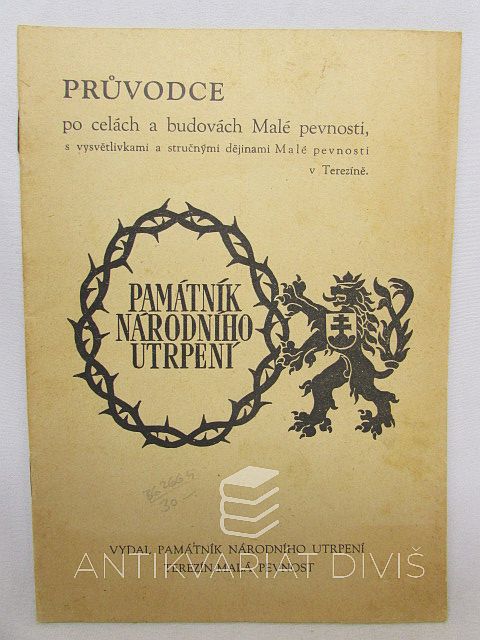 PRŮVODCE
po celách a budovách Malé pevnosti,
s vysvětlivkami a stručnými dějinami Malé pevnosti
v Terezíně.
PAMÁTNÍK
NÁRODNÍHO
UTRPENÍ
30 —
VYDAL PAMÁTNÍK NÁRODNÍHO UTRPENÍ
ANTIKVARIÁT DIVIŠ
TEREZÍN-MALÁ PEVNOST